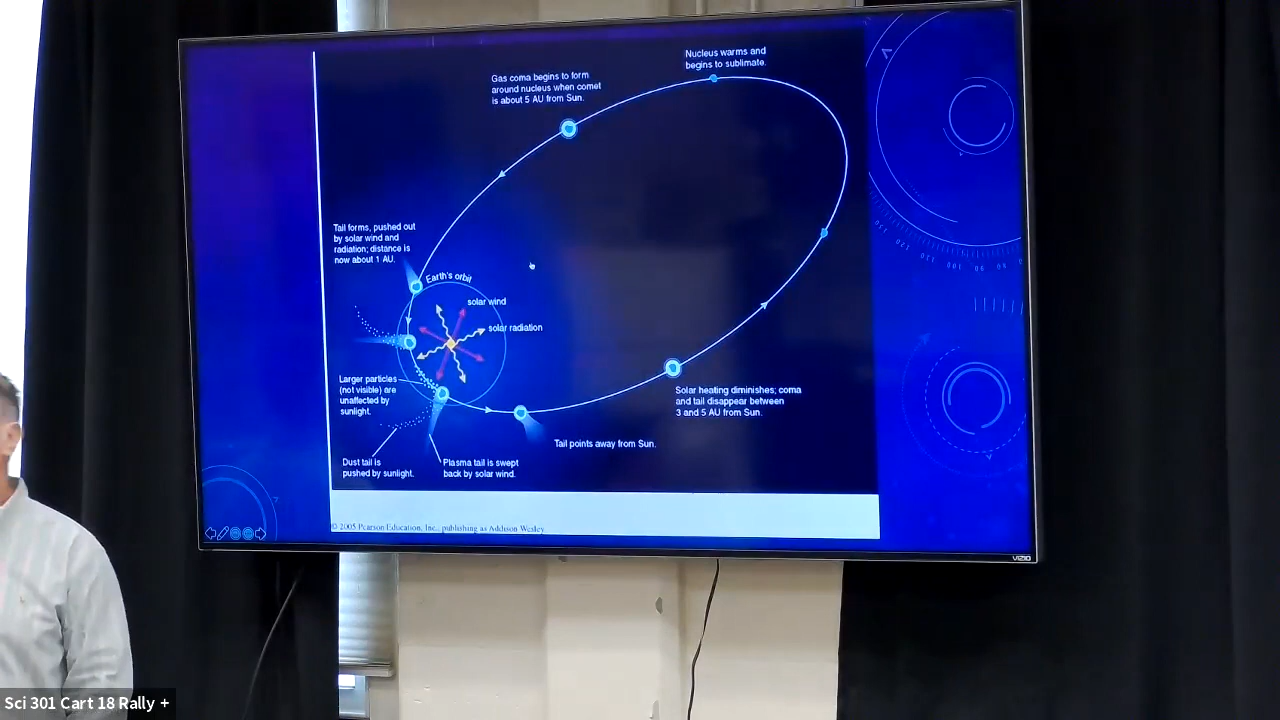 Nucleus warms and
begins to sublimate.
Gas coma begins to form
around nucleus when comet
is about 5 AU from Sun.
Tail forms, pushed out
by solar wind and
radiation; distance is
now about 1 AU.
Earth's orbit
solar wind
solar radiation
Larger particles
(not visible) are
unaffected by
sunlight.
Solar heating diminishes; coma
and tail disappear between
3 and 5 AU from Sun.
Tail points away from Sun.
Dust tail is
pushed by sunlight.
Plasma tail is swept
back by solar wind.
© 2005 Pearson Education, Inc., publishing as Addison Wesley
VIZIO
Sci 301 Cart 18 Rally +